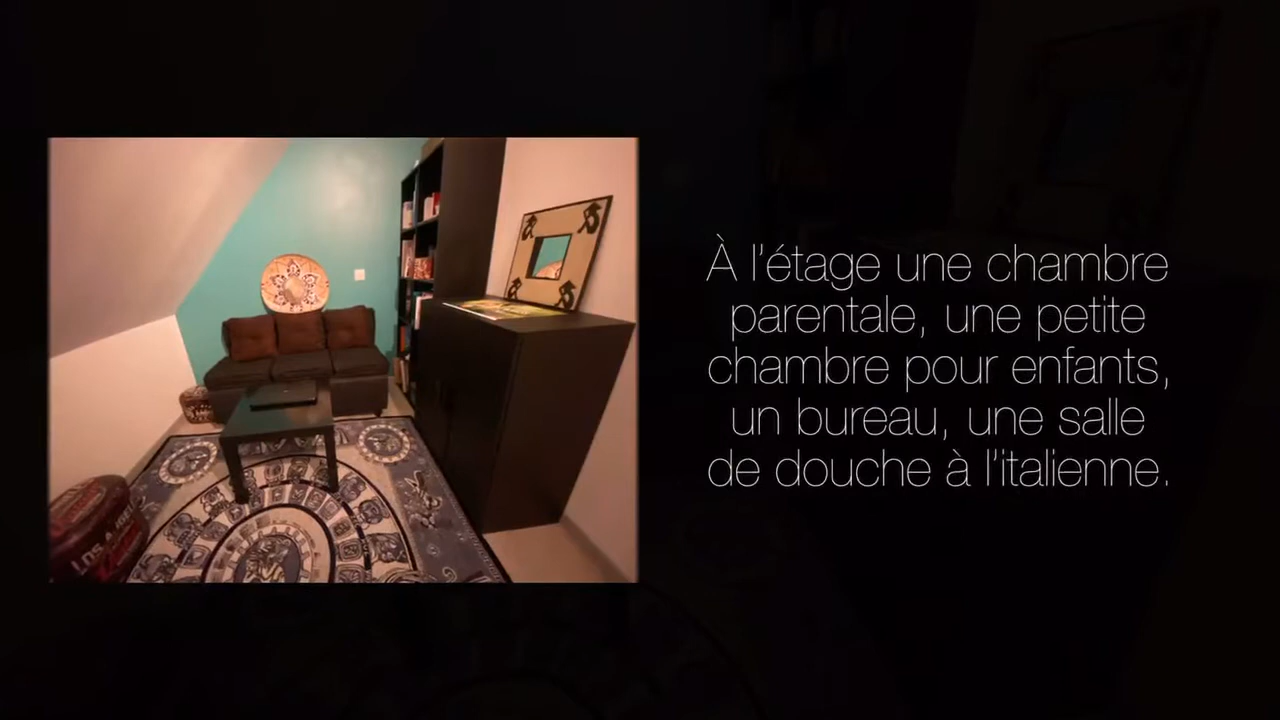 À l'étage une chambre
parentale, une petite
chambre pour enfants,
un bureau, une salle
de douche à l'italienne.